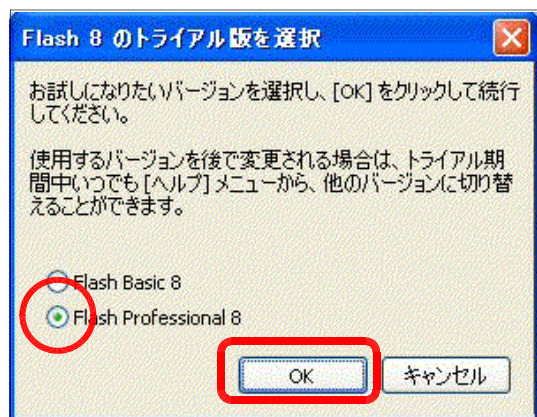 Flash 8 のトライアル版を選択
お試しになりたいバージョンを選択し、[OK] をクリックして続行
してください。
使用するバージョンを後で変更される場合は、トライアル期
間中いつでも [ヘルプ] メニューから、他のバージョンに切り替
えることができます。
Flash Basic 8
Flash Professional 8
OK
キャンセル